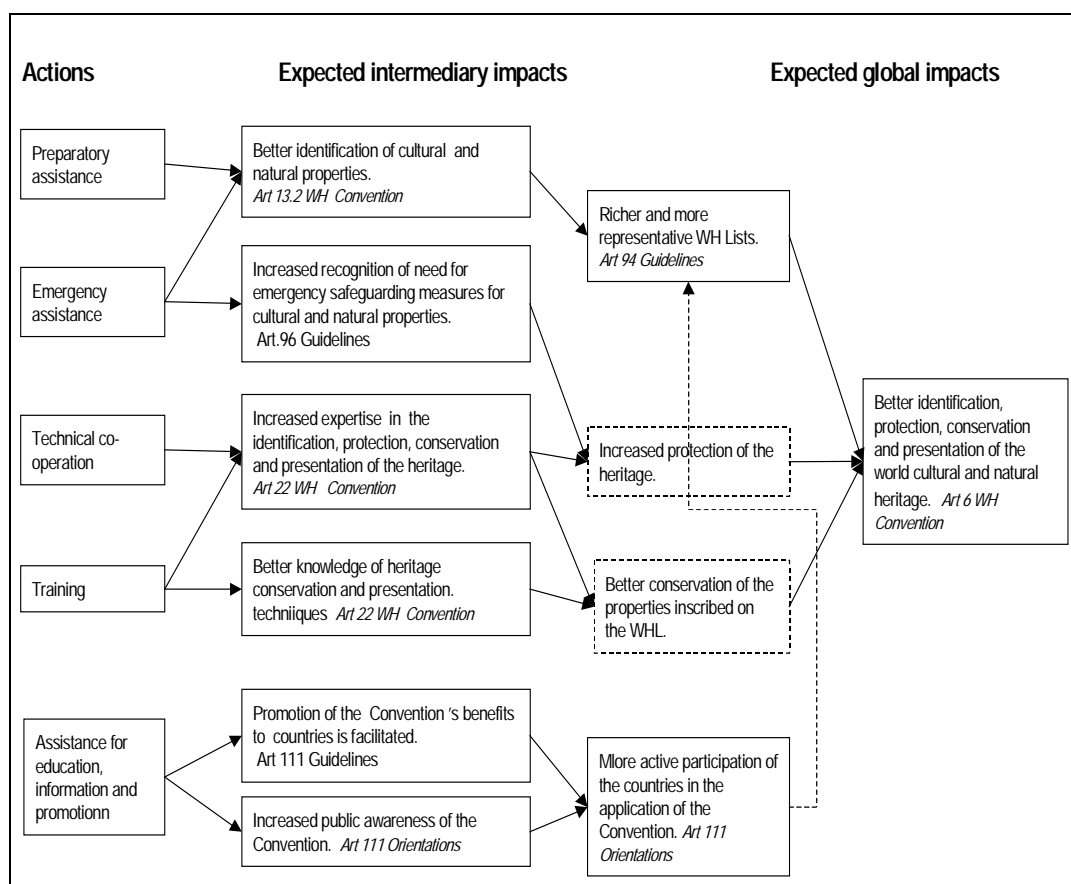 Actions
Expected intermediary impacts
Expected global impacts
Preparatory
assistance
Better identification of cultural and
natural properties.
Art 13.2 WH Convention
Richer and more
representative WH Lists.
Art 94 Guidelines
Emergency
assistance
Increased recognition of need for
emergency safeguarding measures for
cultural and natural properties.
Art.96 Guidelines
Technical co-
operation
Increased expertise in the
identification, protection, conservation
and presentation of the heritage.
Art 22 WH Convention
Increased protection of the
heritage.
Better identification,
protection, conservation
and presentation of the
world cultural and natural
heritage. Art 6 WH
Convention
Training
Better knowledge of heritage
conservation and presentation.
techniiques Art 22 WH Convention
Better conservation of the
properties inscribed on
the WHL.
Assistance for
education,
information and
promotionn
Promotion of the Convention 's benefits
to countries is facilitated.
Art 111 Guidelines
Increased public awareness of the
Convention. Art 111 Orientations
Mlore active participation of
the countries in the
application of the
Convention. Art 111
Orientations